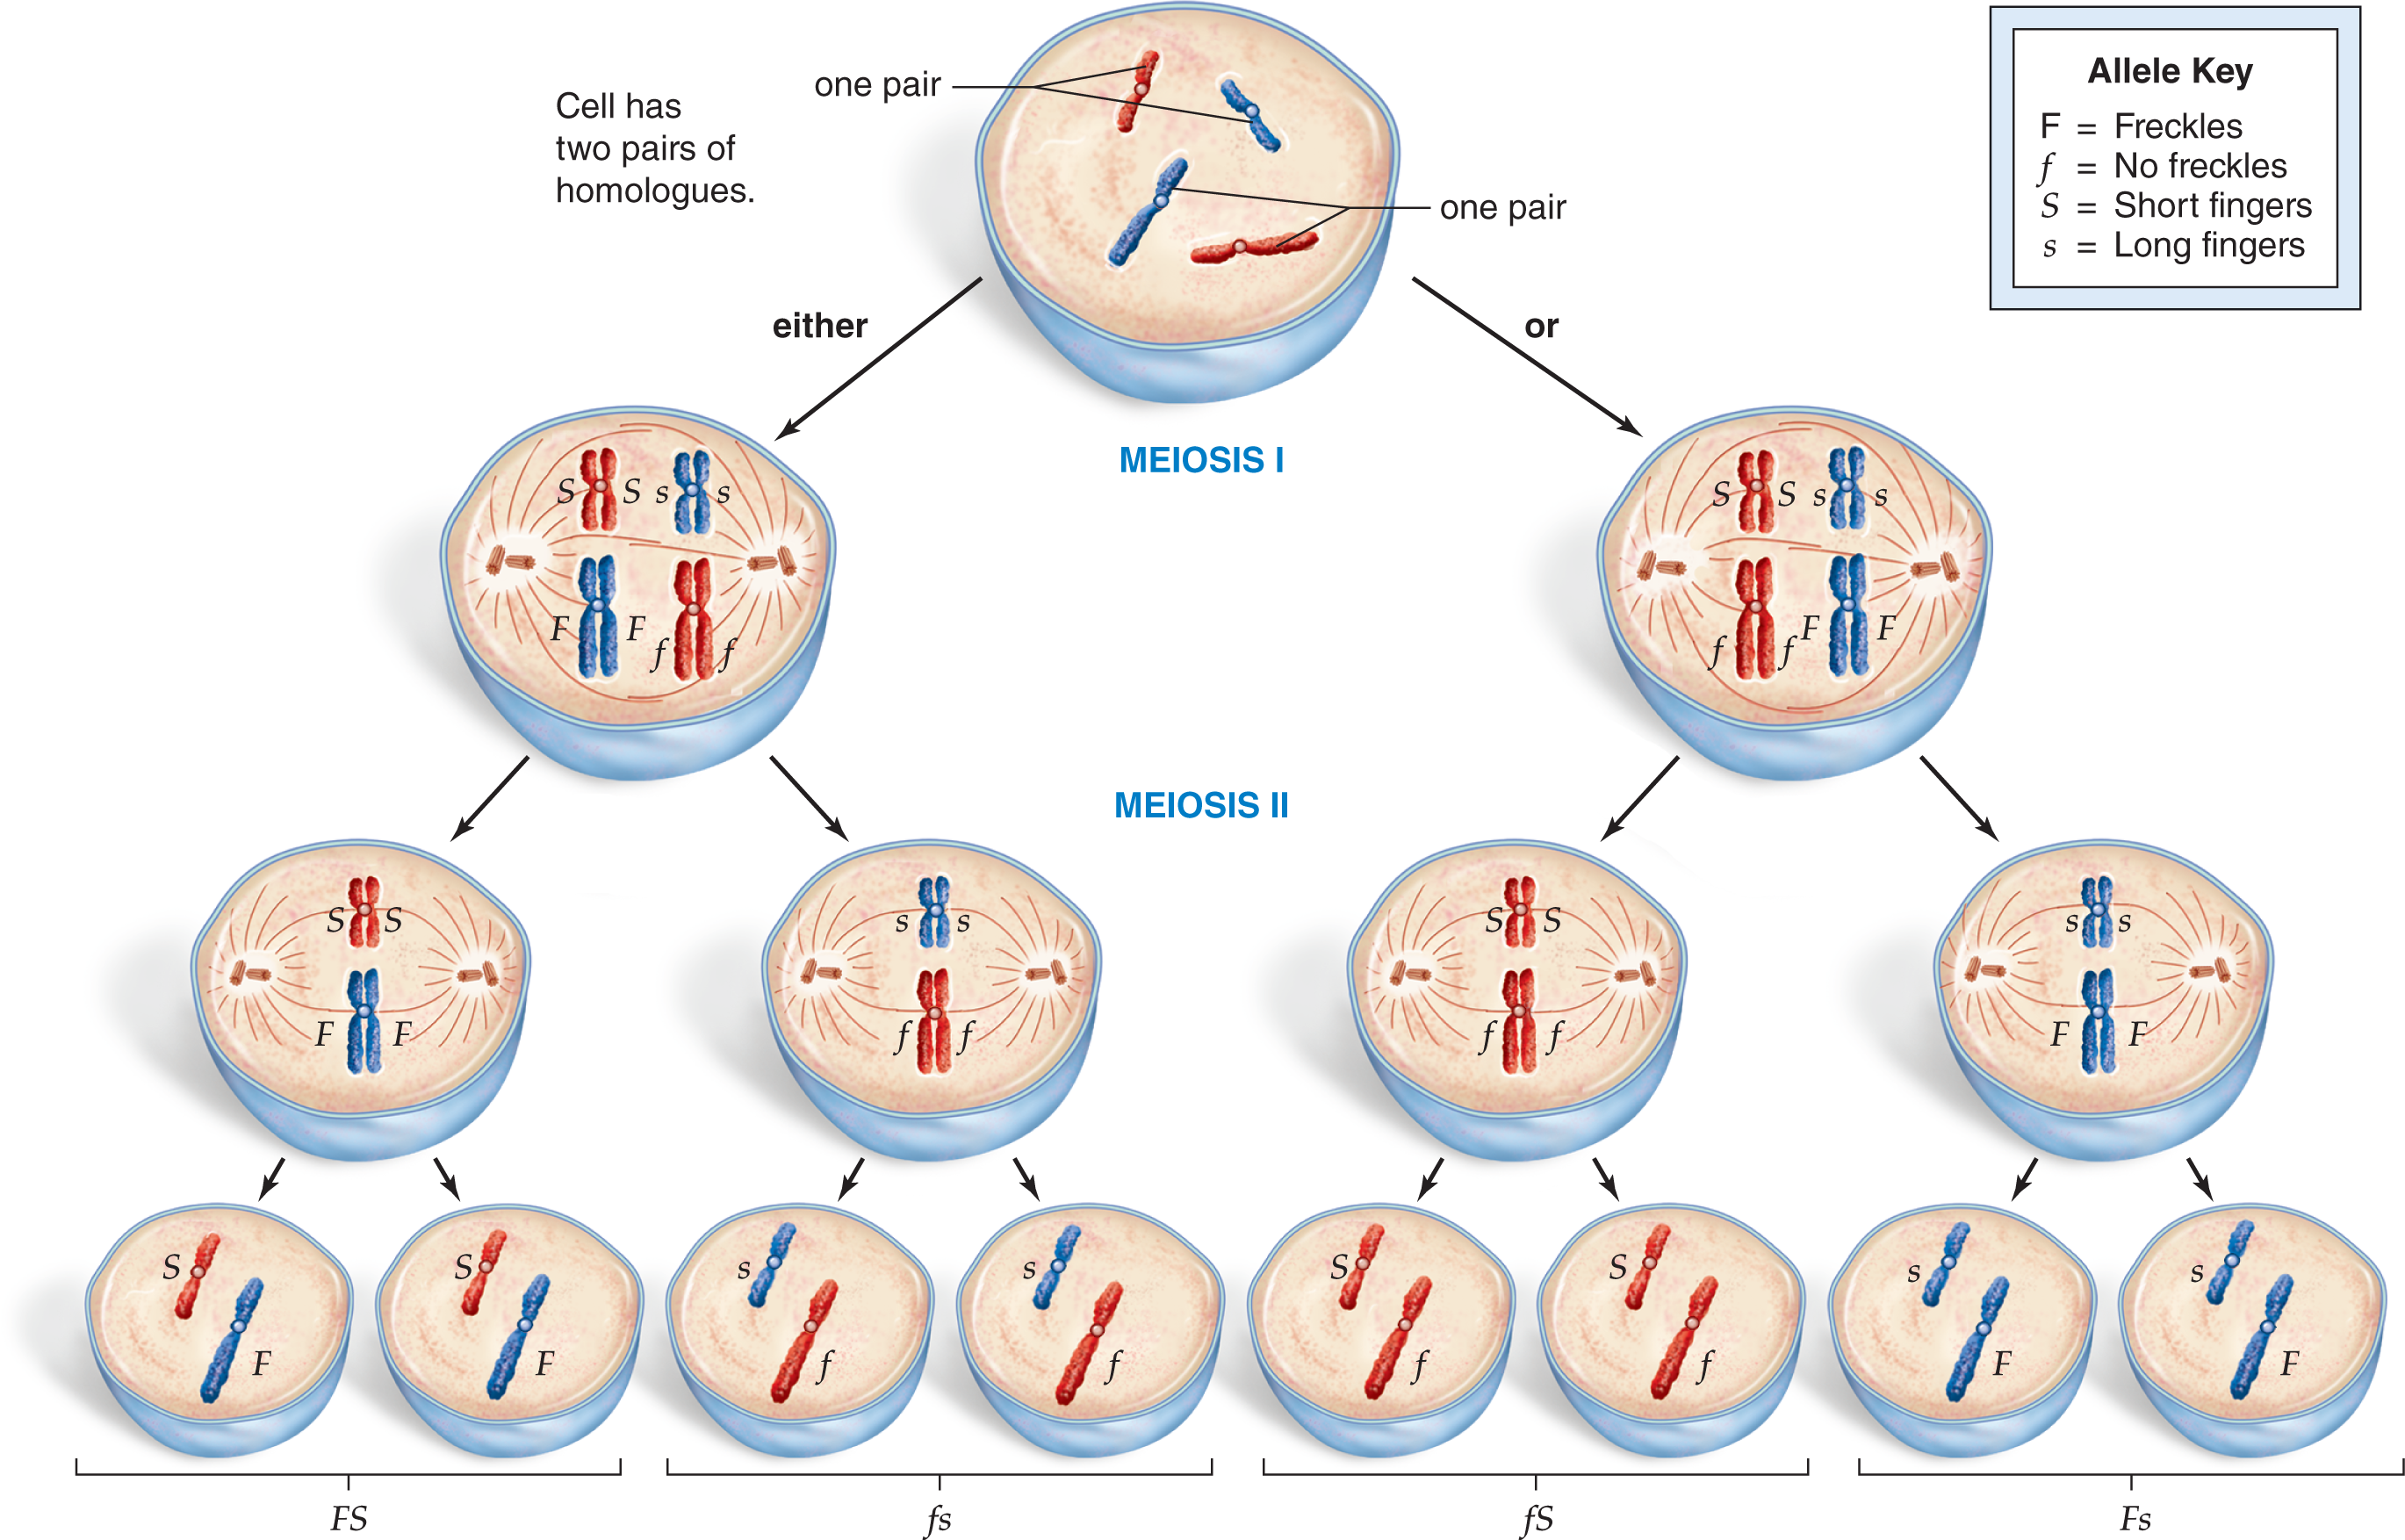 Cell has
two pairs of
homologues.
one pair
one pair
Allele Key
F = Freckles
f = No freckles
S = Short fingers
s = Long fingers
either
or
MEIOSIS I
S S s s
F F f f
S S s s
f f F F
MEIOSIS II
S S
F F
s s
f f
S S
f f
s s
F F
S
F
S
F
s
f
s
f
S
f
S
f
s
F
s
F
FS
fs
fS
Fs